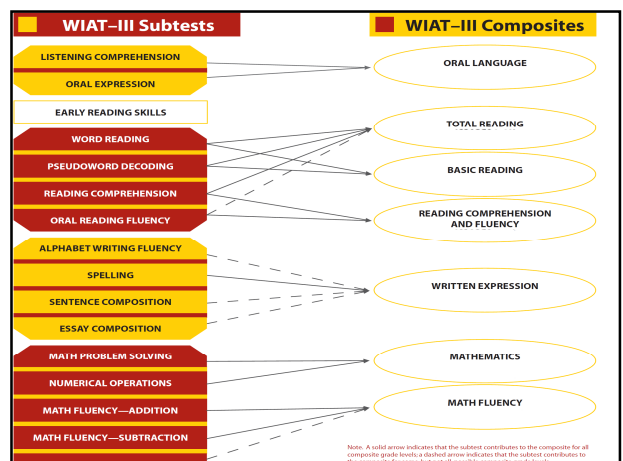 WIAT–III Subtests
LISTENING COMPREHENSION
ORAL EXPRESSION
EARLY READING SKILLS
WORD READING
PSEUDOWORD DECODING
READING COMPREHENSION
ORAL READING FLUENCY
ALPHABET WRITING FLUENCY
SPELLING
SENTENCE COMPOSITION
ESSAY COMPOSITION
MATH PROBLEM SOLVING
NUMERICAL OPERATIONS
MATH FLUENCY—ADDITION
MATH FLUENCY—SUBTRACTION
WIAT–III Composites
ORAL LANGUAGE
TOTAL READING
BASIC READING
READING COMPREHENSION
AND FLUENCY
WRITTEN EXPRESSION
MATHEMATICS
MATH FLUENCY
Note. A solid arrow indicates that the subtest contributes to the composite for all
composite grade levels; a dashed arrow indicates that the subtest contributes to